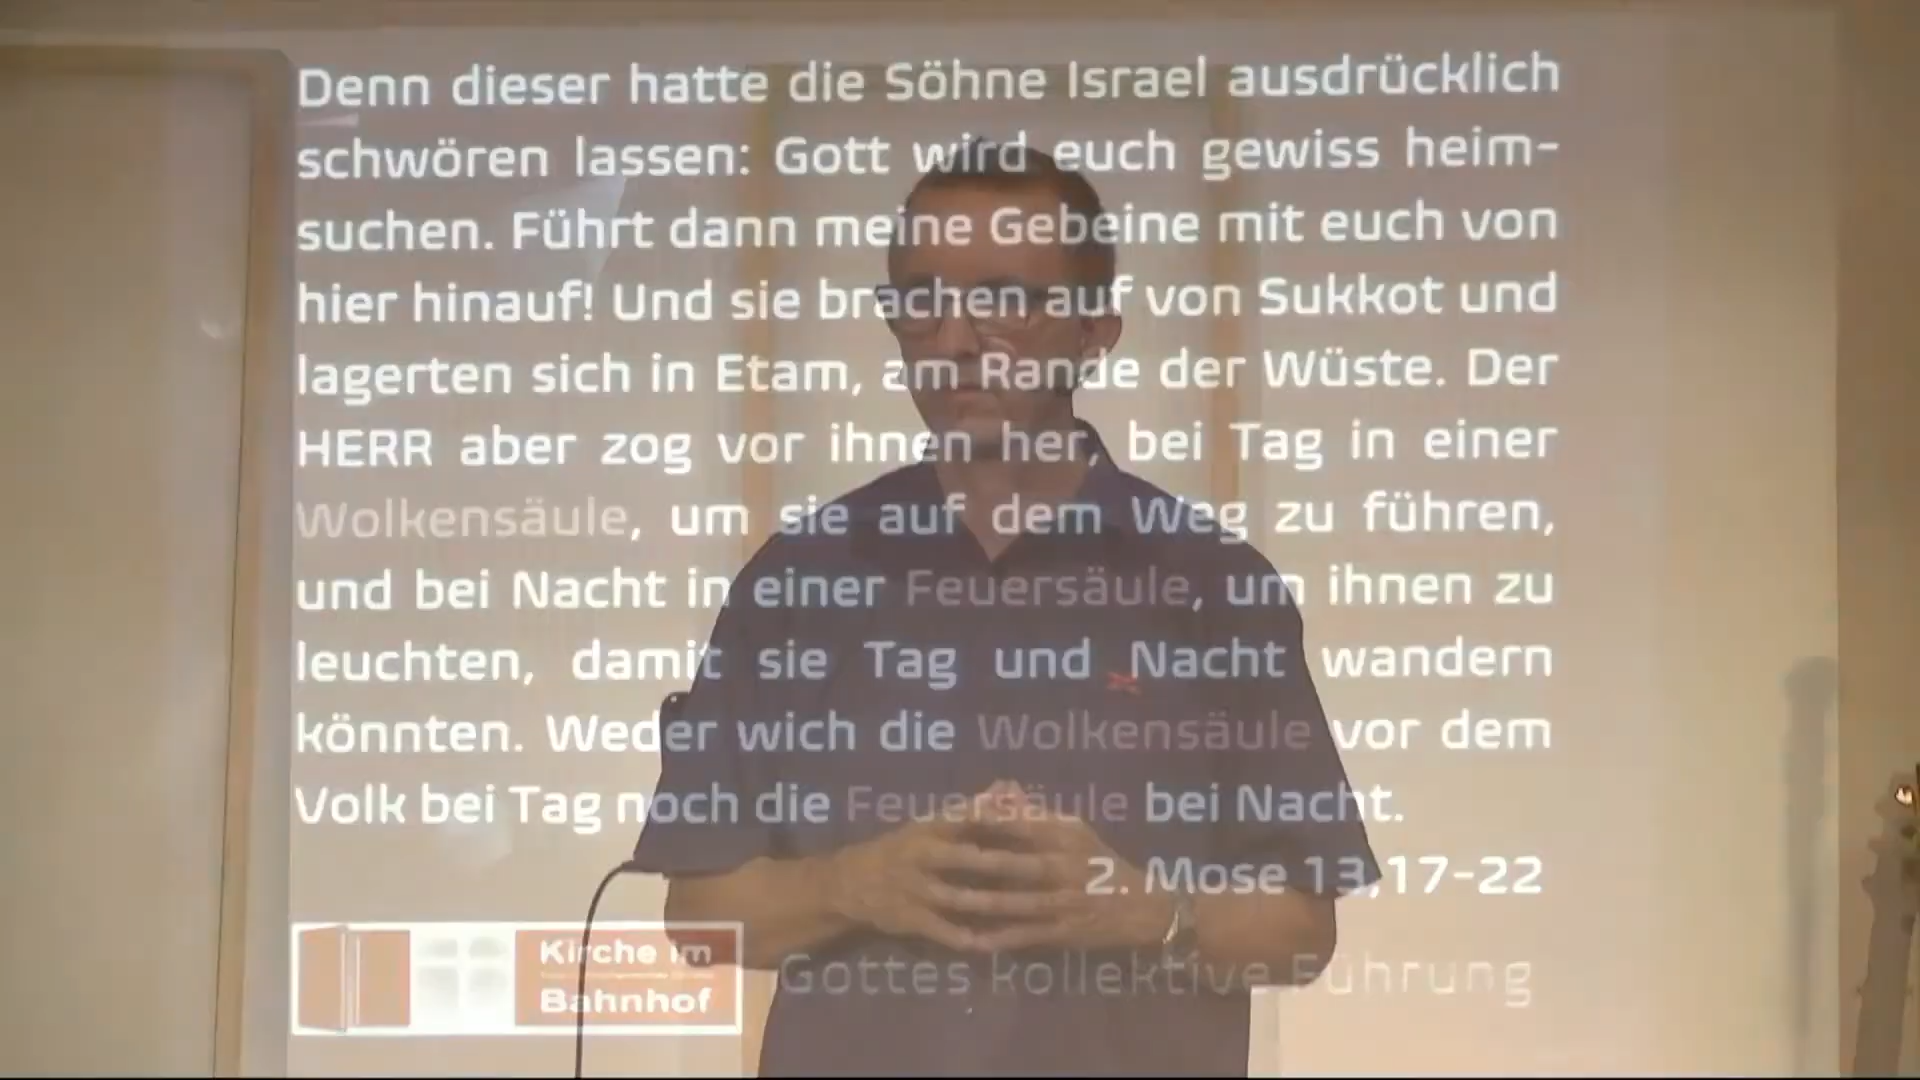 Denn dieser hatte die Söhne Israel ausdrücklich
schwören lassen: Gott wird euch gewiss heim-
suchen. Führt dann meine Gebeine mit euch von
hier hinauf! Und sie brachen auf von Sukkot und
lagerten sich in Etam, am Rande der Wüste. Der
HERR aber zog vor ihnen her, bei Tag in einer
Wolkensäule, um sie auf dem Weg zu führen,
und bei Nacht in einer Feuersäule, um ihnen zu
leuchten, damit sie Tag und Nacht wandern
könnten. Weder wich die Wolkensäule vor dem
Volk bei Tag noch die Feuersäule bei Nacht.
2. Mose 13,17-22
Kirche im
Bahnhof
Gottes kollektive Führung